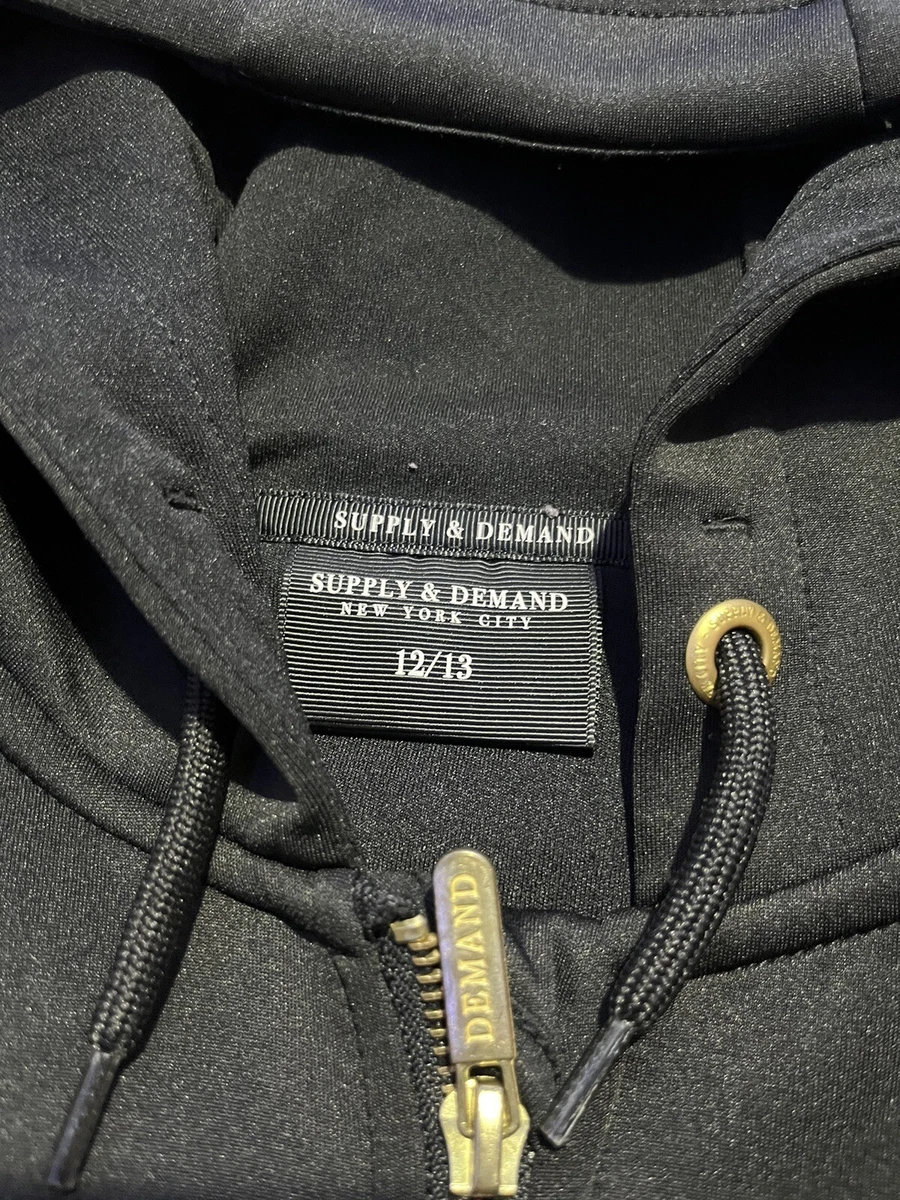 SUPPLY & DEMAND
SUPPLY & DEMAND
NEW YORK CITY
12/13
DEMAND